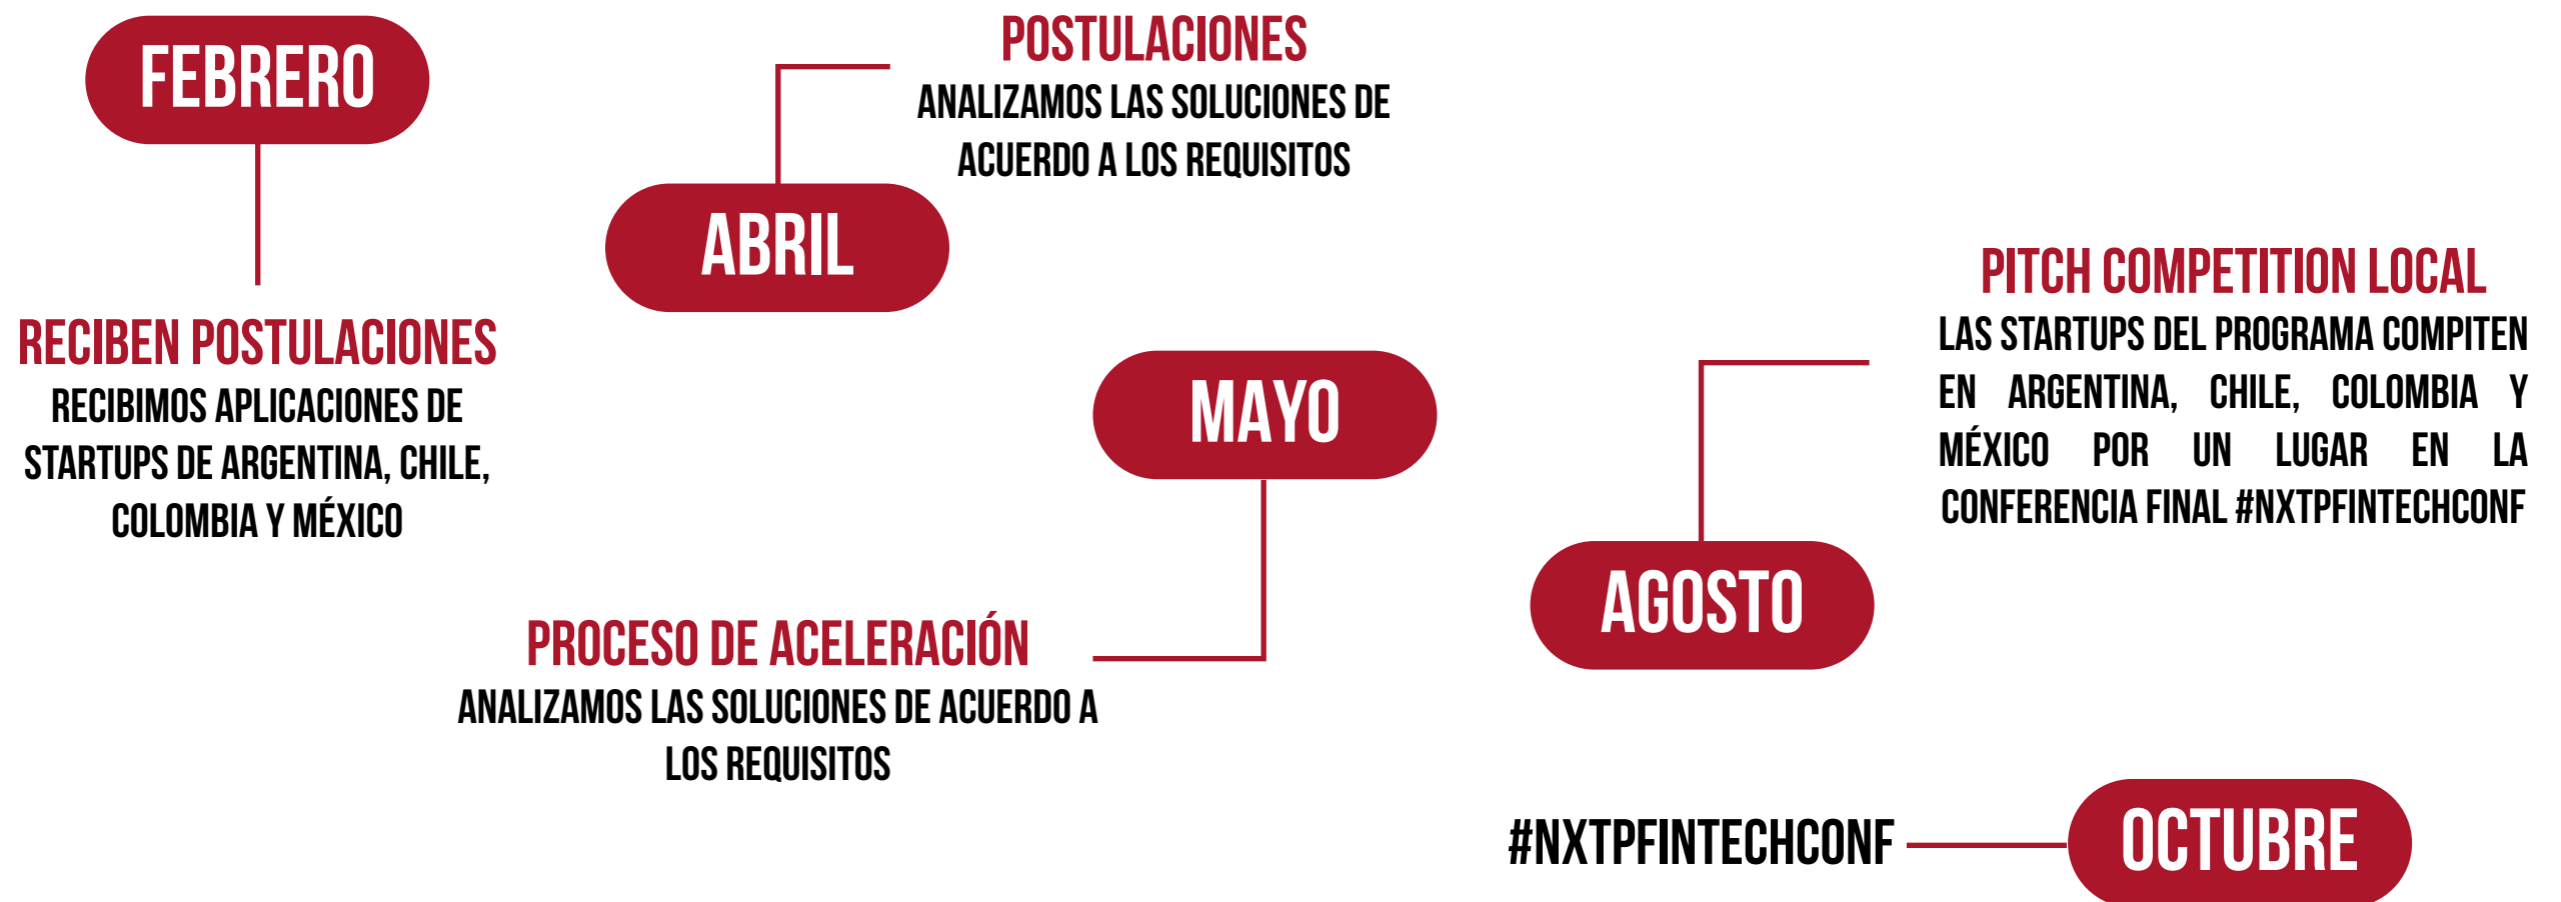 FEBRERO
RECIBEN POSTULACIONES
RECIBIMOS APLICACIONES DE
STARTUPS DE ARGENTINA, CHILE,
COLOMBIA Y MÉXICO
POSTULACIONES
ANALIZAMOS LAS SOLUCIONES DE
ACUERDO A LOS REQUISITOS
ABRIL
MAYO
PROCESO DE ACELERACIÓN
ANALIZAMOS LAS SOLUCIONES DE ACUERDO A
LOS REQUISITOS
PITCH COMPETITION LOCAL
LAS STARTUPS DEL PROGRAMA COMPITEN
EN ARGENTINA, CHILE, COLOMBIA Y
MÉXICO POR UN LUGAR EN LA
CONFERENCIA FINAL #NXTPFINTECHCONF
AGOSTO
#NXTPFINTECHCONF
OCTUBRE